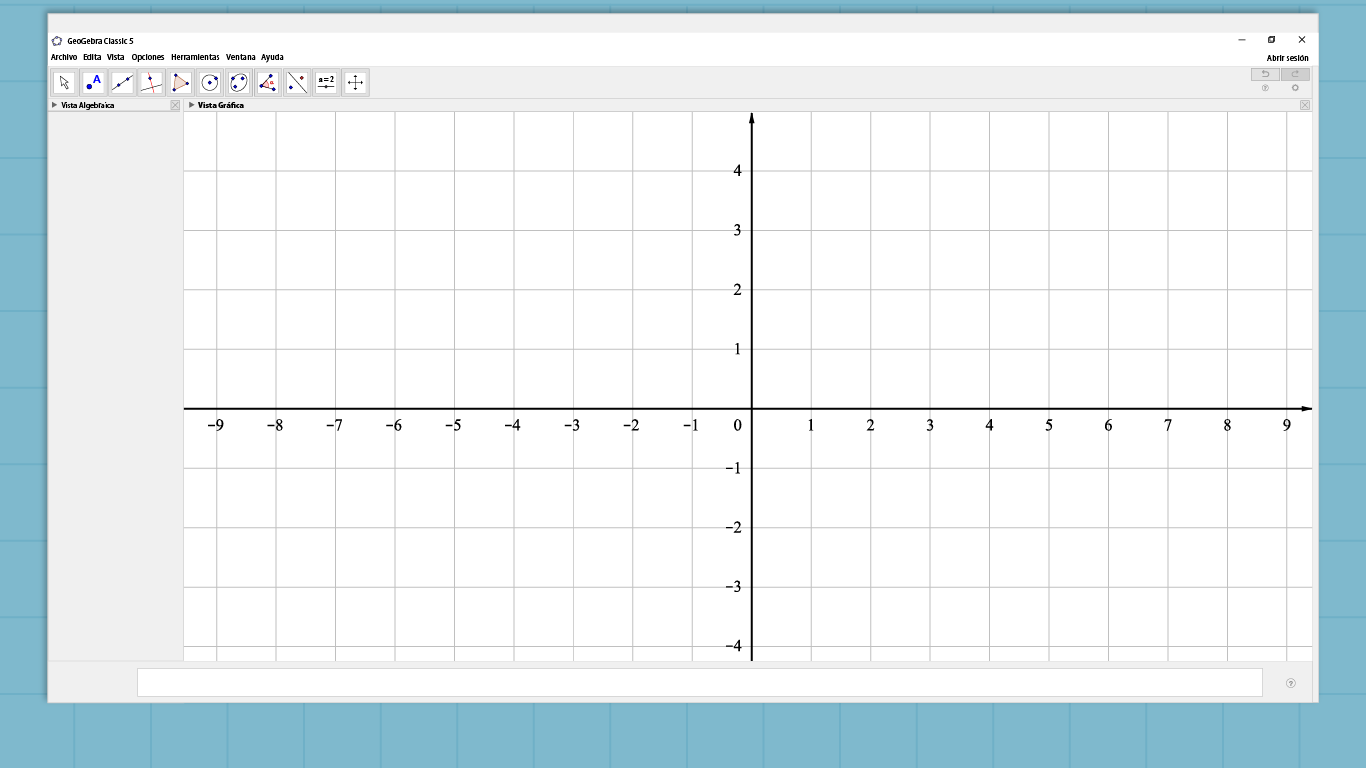 GeoGebra Classic 5
Archivo Edita Vista Opciones Herramientas Ventana Ayuda
Abrir sesión
A
a=2
Vista Algebraica
Vista Gráfica
4
3
2
1
−9 −8 −7 −6 −5 −4 −3 −2 −1 0 1 2 3 4 5 6 7 8 9
−1
−2
−3
−4